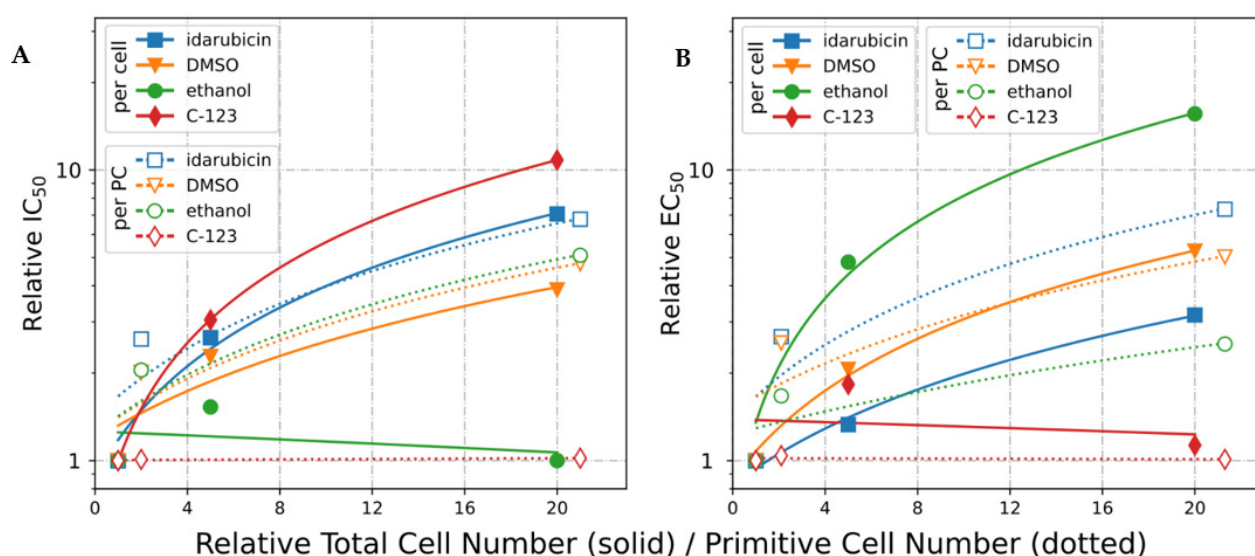 A
per cell
idarubicin
DMSO
ethanol
C-123
per PC
idarubicin
DMSO
ethanol
C-123
Relative IC50
10
1
0 4 8 12 16 20
B
per cell
idarubicin
DMSO
ethanol
C-123
per PC
idarubicin
DMSO
ethanol
C-123
Relative EC50
10
1
0 4 8 12 16 20
Relative Total Cell Number (solid) / Primitive Cell Number (dotted)